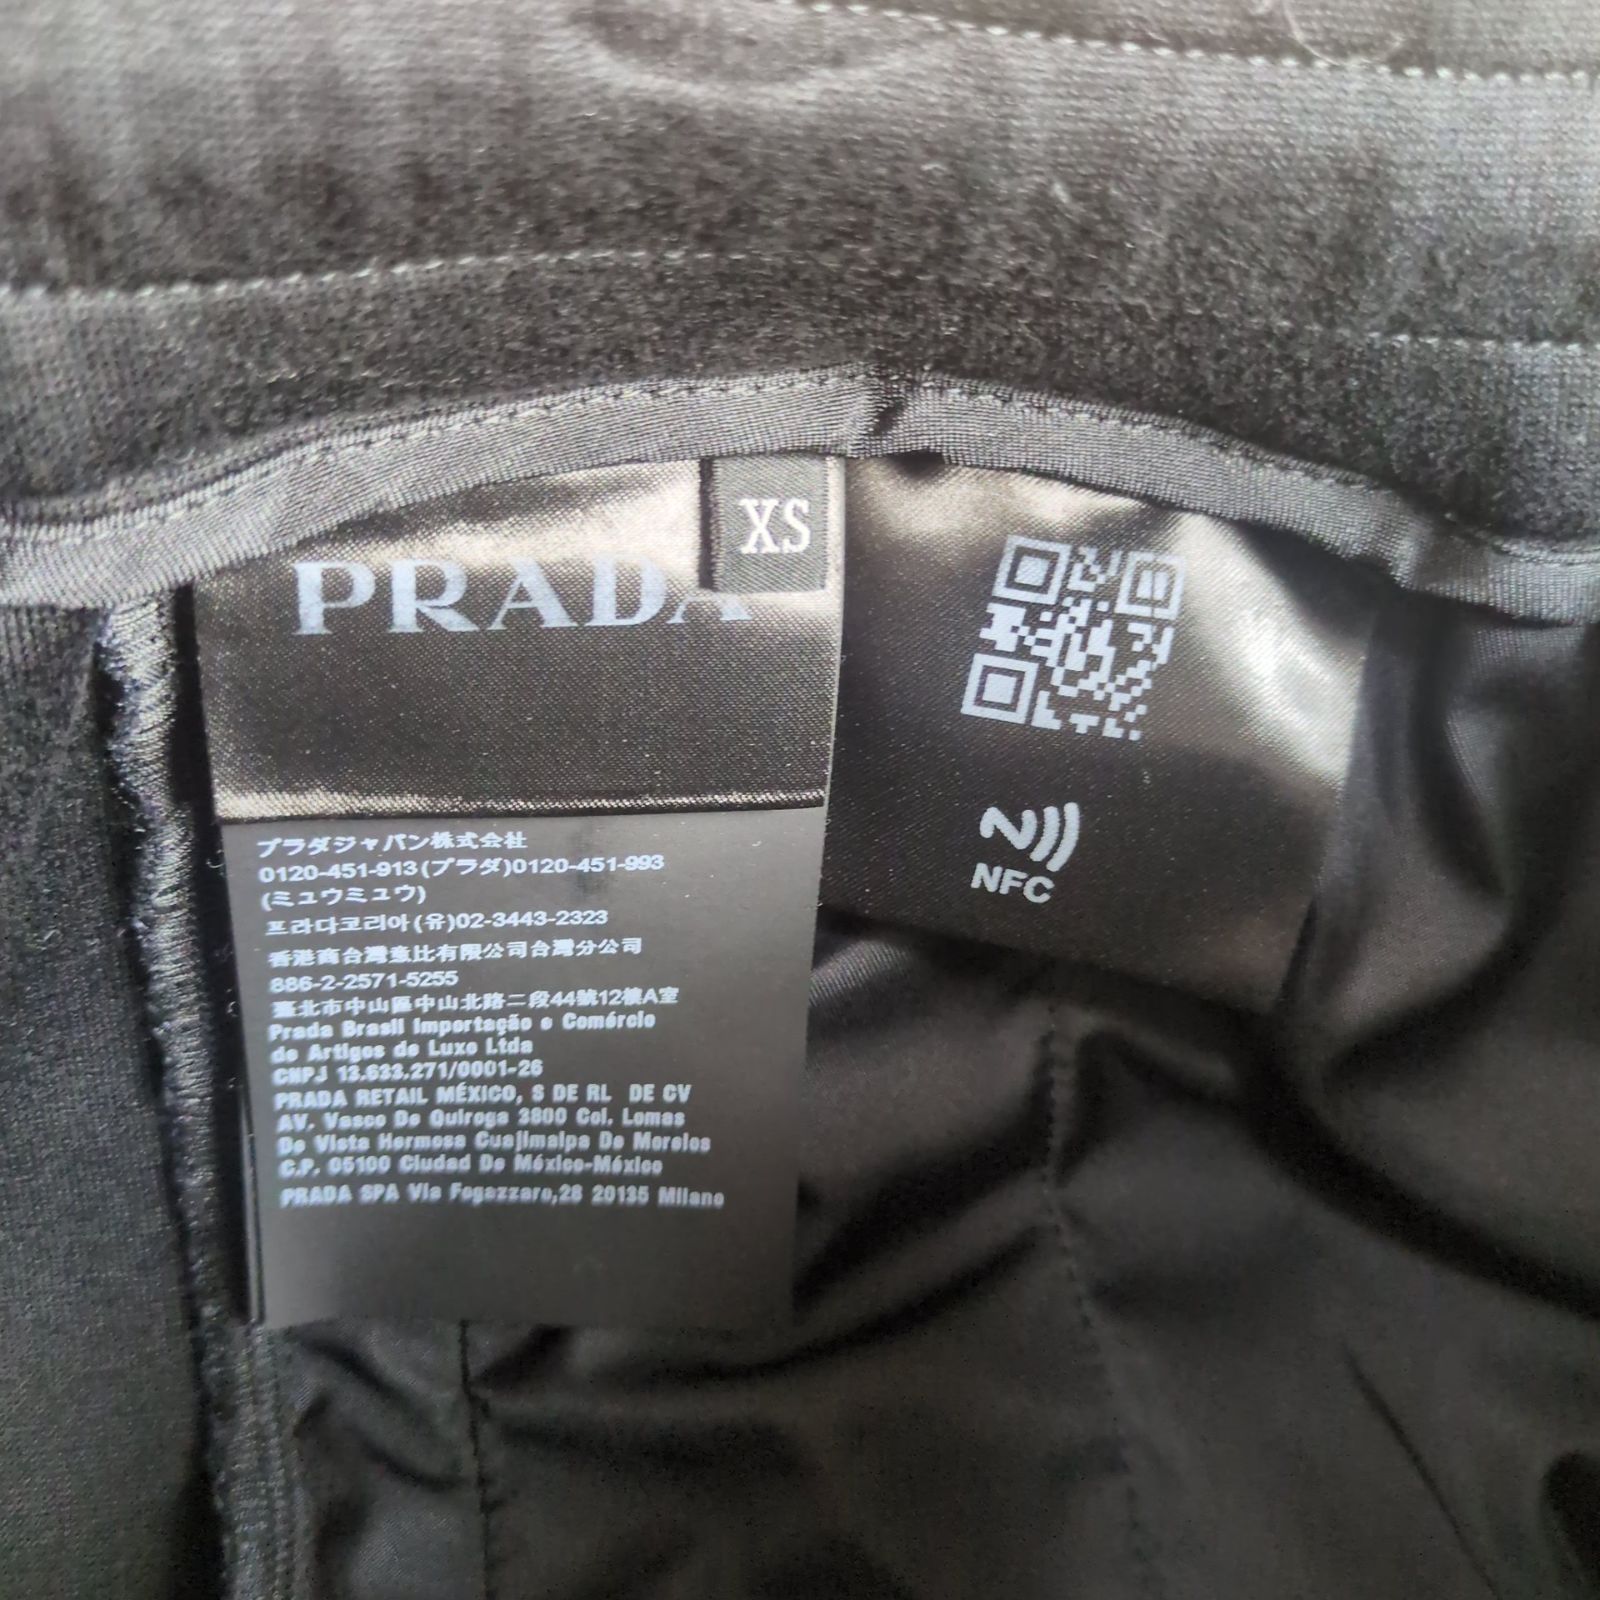 XS
PRADA
NFC
プラダジャパン株式会社
0120-451-913(プラダ)0120-451-993
(ミュウミュウ)
프라다코리아(유)02-3443-2323
香港商台灣意比有限公司台灣分公司
886-2-2571-5255
臺北市中山區中山北路二段44號12樓A室
Prada Brasil Importação e Comércio
de Artigos de Luxo Ltda
CNPJ 13.633.271/0001-26
PRADA RETAIL MÉXICO, S DE RL DE CV
AV. Vasco De Quiroga 3800 Col. Lomas
De Vista Hermosa Cuajimalpa De Morelos
C.P. 05100 Ciudad De México-México
PRADA SPA Via Fogazzaro,28 20135 Milano